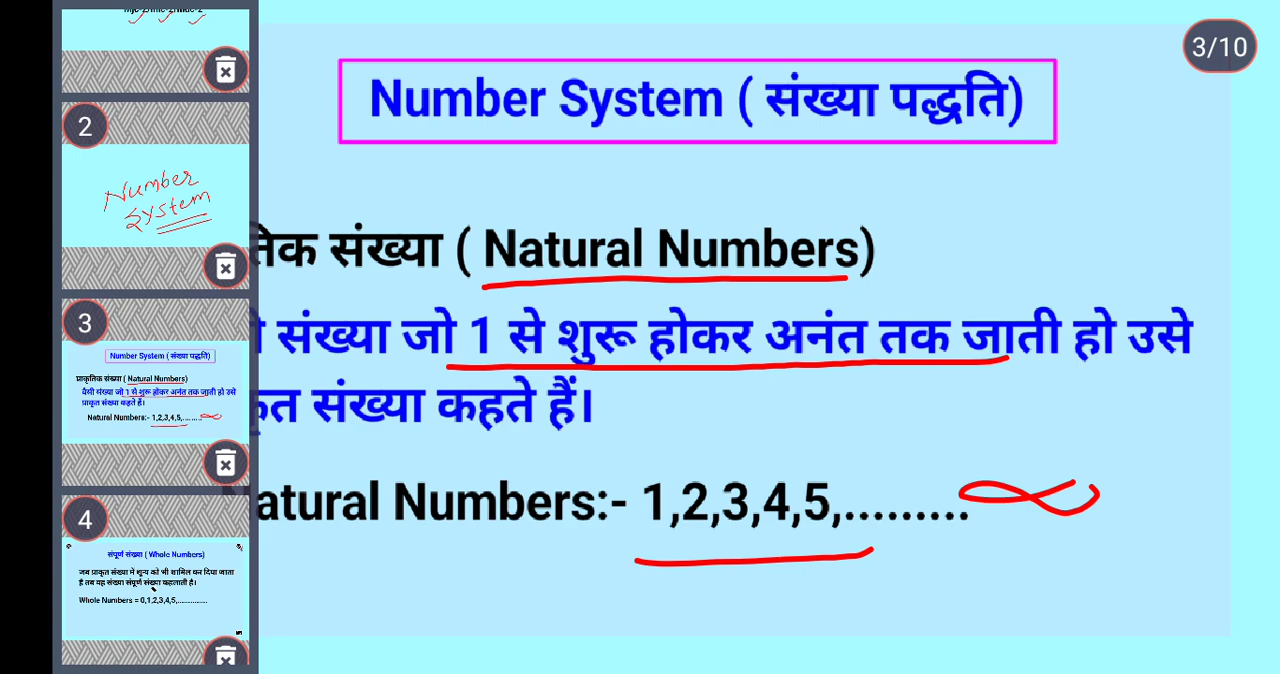 2
Number
System
3
Number System ( संख्या पद्धति)
प्राकृतिक संख्या ( Natural Numbers)
वैसी संख्या जो 1 से शुरू होकर अनंत तक जाती हो उसे
प्राकृत संख्या कहते हैं।
Natural Numbers:- 1,2,3,4,5,.........
4
संपूर्ण संख्या ( Whole Numbers)
जब प्राकृत संख्या में शून्य को भी शामिल कर दिया जाता
है तब वह संख्या संपूर्ण संख्या कहलाती है।
Whole Numbers = 0,1,2,3,4,5,..............
3/10
Number System ( संख्या पद्धति)
तिक संख्या ( Natural Numbers)
संख्या जो 1 से शुरू होकर अनंत तक जाती हो उसे
कृत संख्या कहते हैं।
Natural Numbers:- 1,2,3,4,5,.........